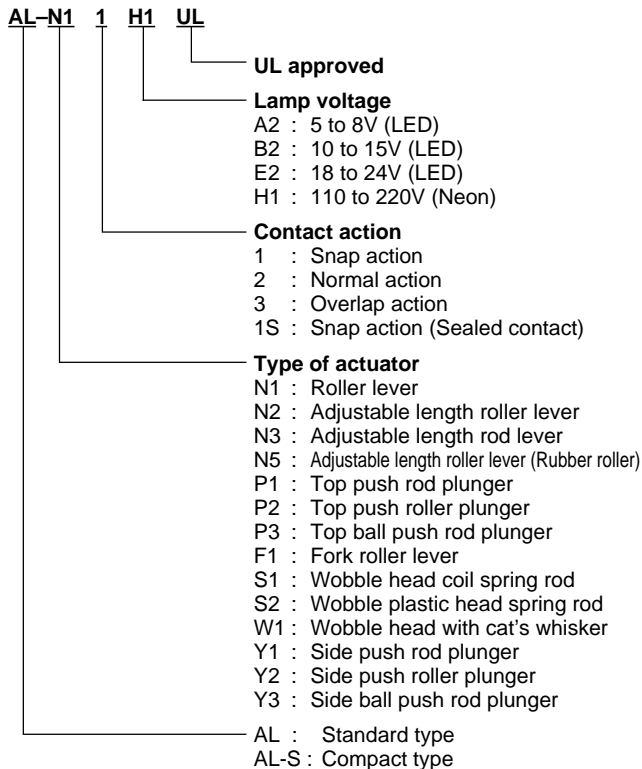 AL–N1 1 H1 UL
UL approved
Lamp voltage
A2 : 5 to 8V (LED)
B2 : 10 to 15V (LED)
E2 : 18 to 24V (LED)
H1 : 110 to 220V (Neon)
Contact action
1 : Snap action
2 : Normal action
3 : Overlap action
1S : Snap action (Sealed contact)
Type of actuator
N1 : Roller lever
N2 : Adjustable length roller lever
N3 : Adjustable length rod lever
N5 : Adjustable length roller lever (Rubber roller)
P1 : Top push rod plunger
P2 : Top push roller plunger
P3 : Top ball push rod plunger
F1 : Fork roller lever
S1 : Wobble head coil spring rod
S2 : Wobble plastic head spring rod
W1 : Wobble head with cat's whisker
Y1 : Side push rod plunger
Y2 : Side push roller plunger
Y3 : Side ball push rod plunger
AL : Standard type
AL-S : Compact type